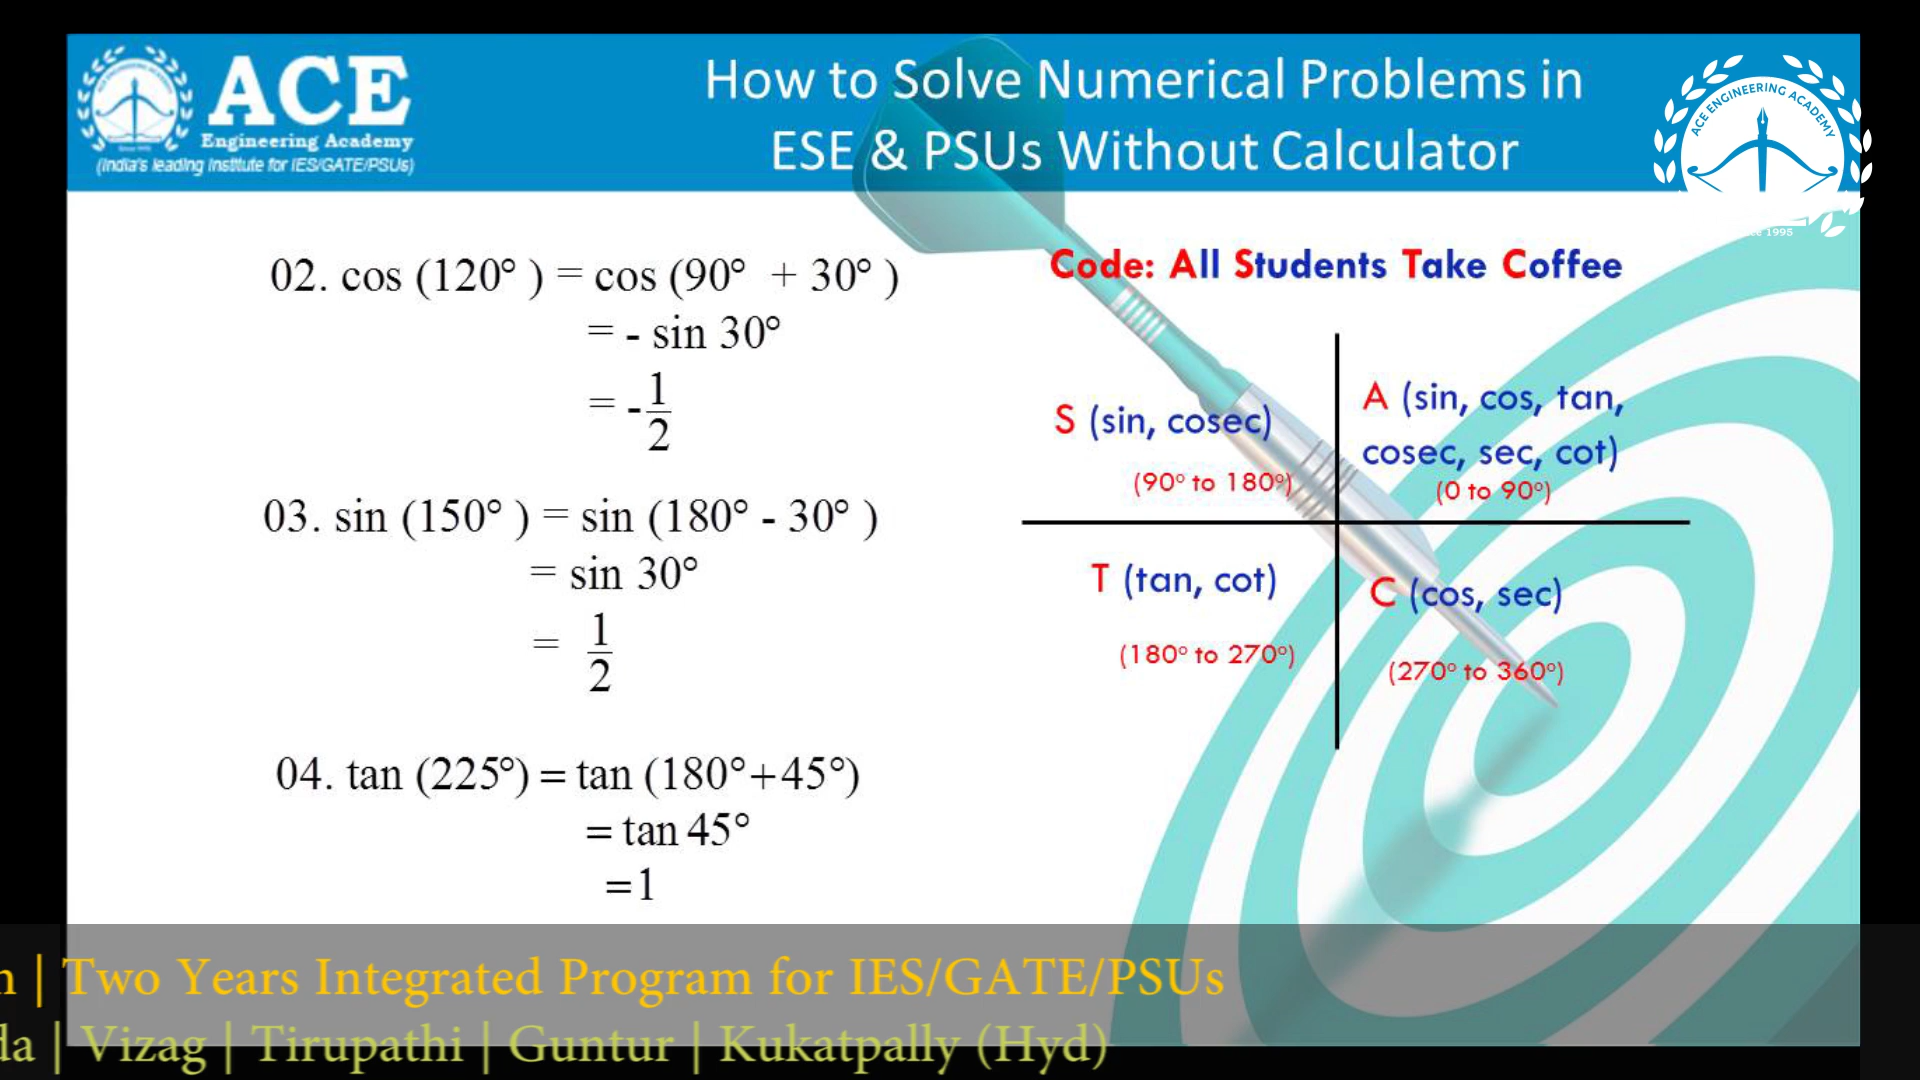 ACE
Engineering Academy
(India's leading Institute for IES/GATE/PSUs)
How to Solve Numerical Problems in
ESE & PSUs Without Calculator
ACE ENGINEERING ACADEMY
1995
02. cos (120° ) = cos (90° + 30° )
= - sin 30°
= -1/2
03. sin (150° ) = sin (180° - 30° )
= sin 30°
= 1/2
04. tan (225°) = tan (180°+45°)
= tan 45°
=1
Code: All Students Take Coffee
S (sin, cosec)
(90° to 180°)
A (sin, cos, tan,
cosec, sec, cot)
(0 to 90°)
T (tan, cot)
(180° to 270°)
C (cos, sec)
(270° to 360°)
| Two Years Integrated Program for IES/GATE/PSUs
| Vizag | Tirupathi | Guntur | Kukatpally (Hyd)